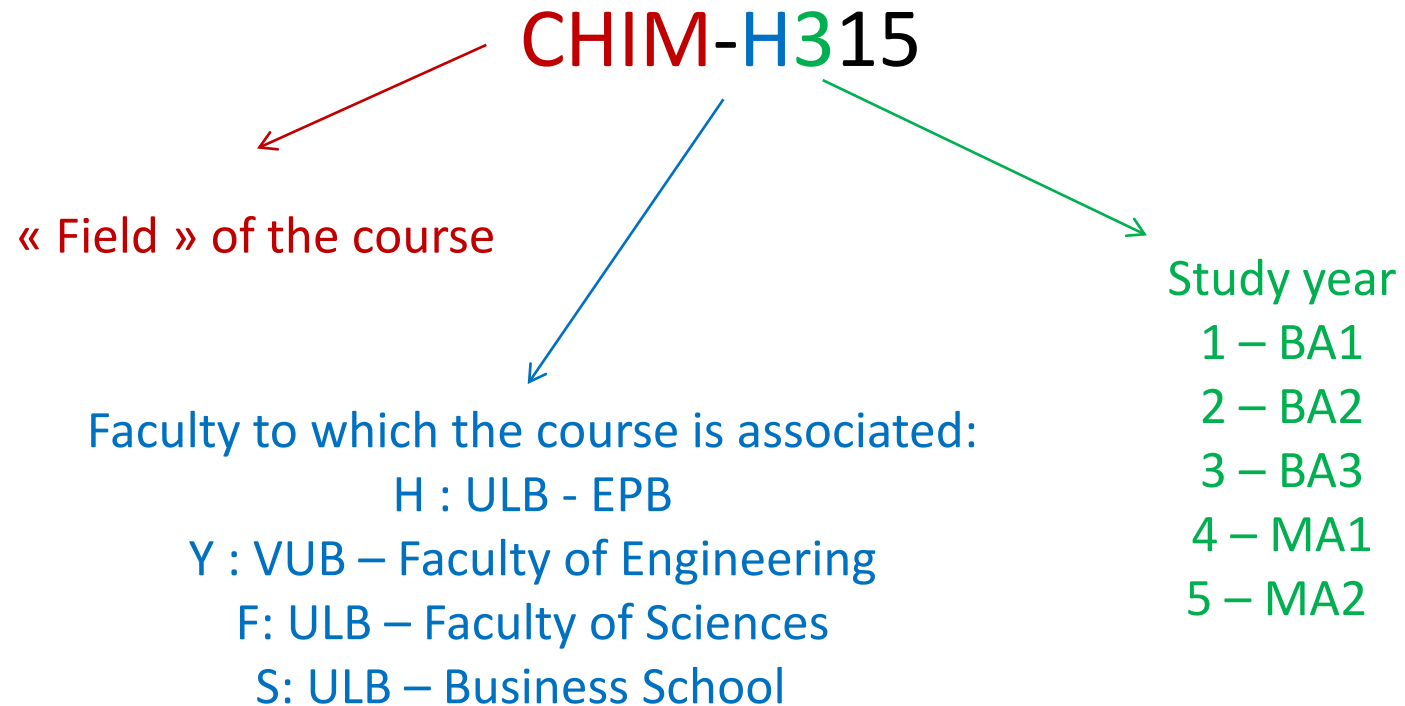 CHIM-H315
« Field » of the course
Faculty to which the course is associated:
H : ULB - EPB
Y : VUB – Faculty of Engineering
F: ULB – Faculty of Sciences
S: ULB – Business School
Study year
1 – BA1
2 – BA2
3 – BA3
4 – MA1
5 – MA2